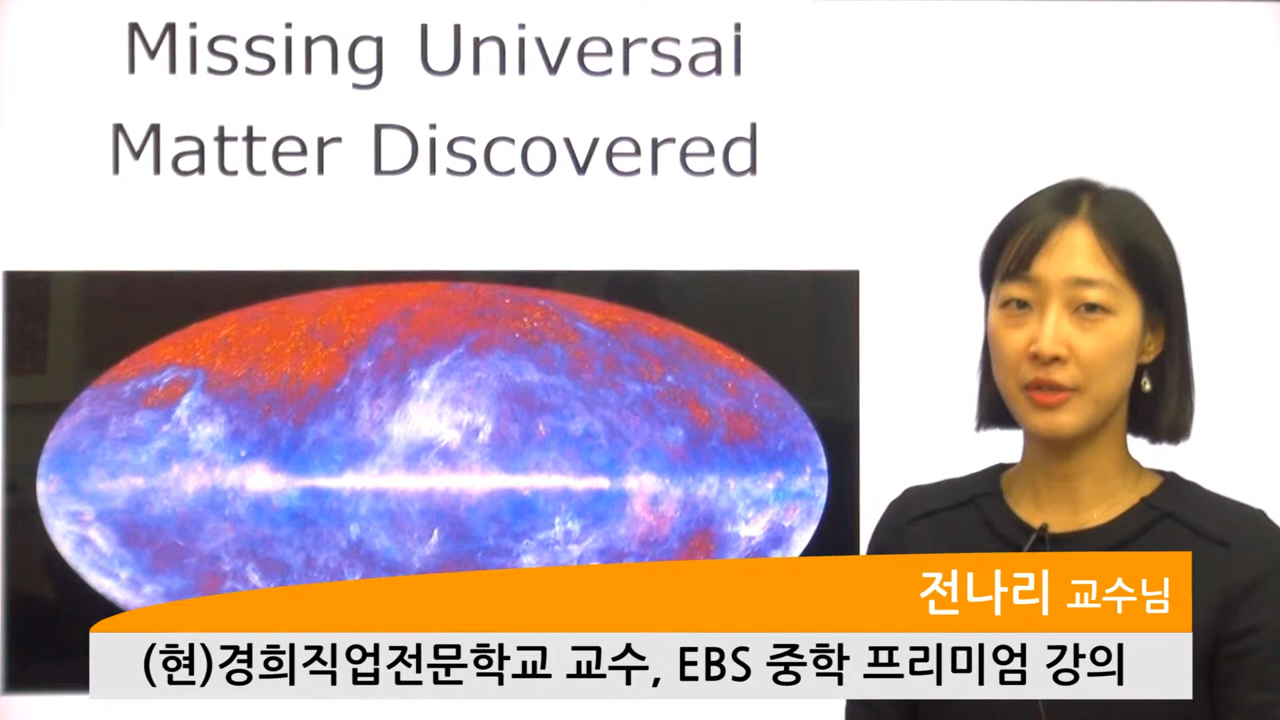 Missing Universal
Matter Discovered
전나리 교수님
(현)경희직업전문학교 교수, EBS 중학 프리미엄 강의